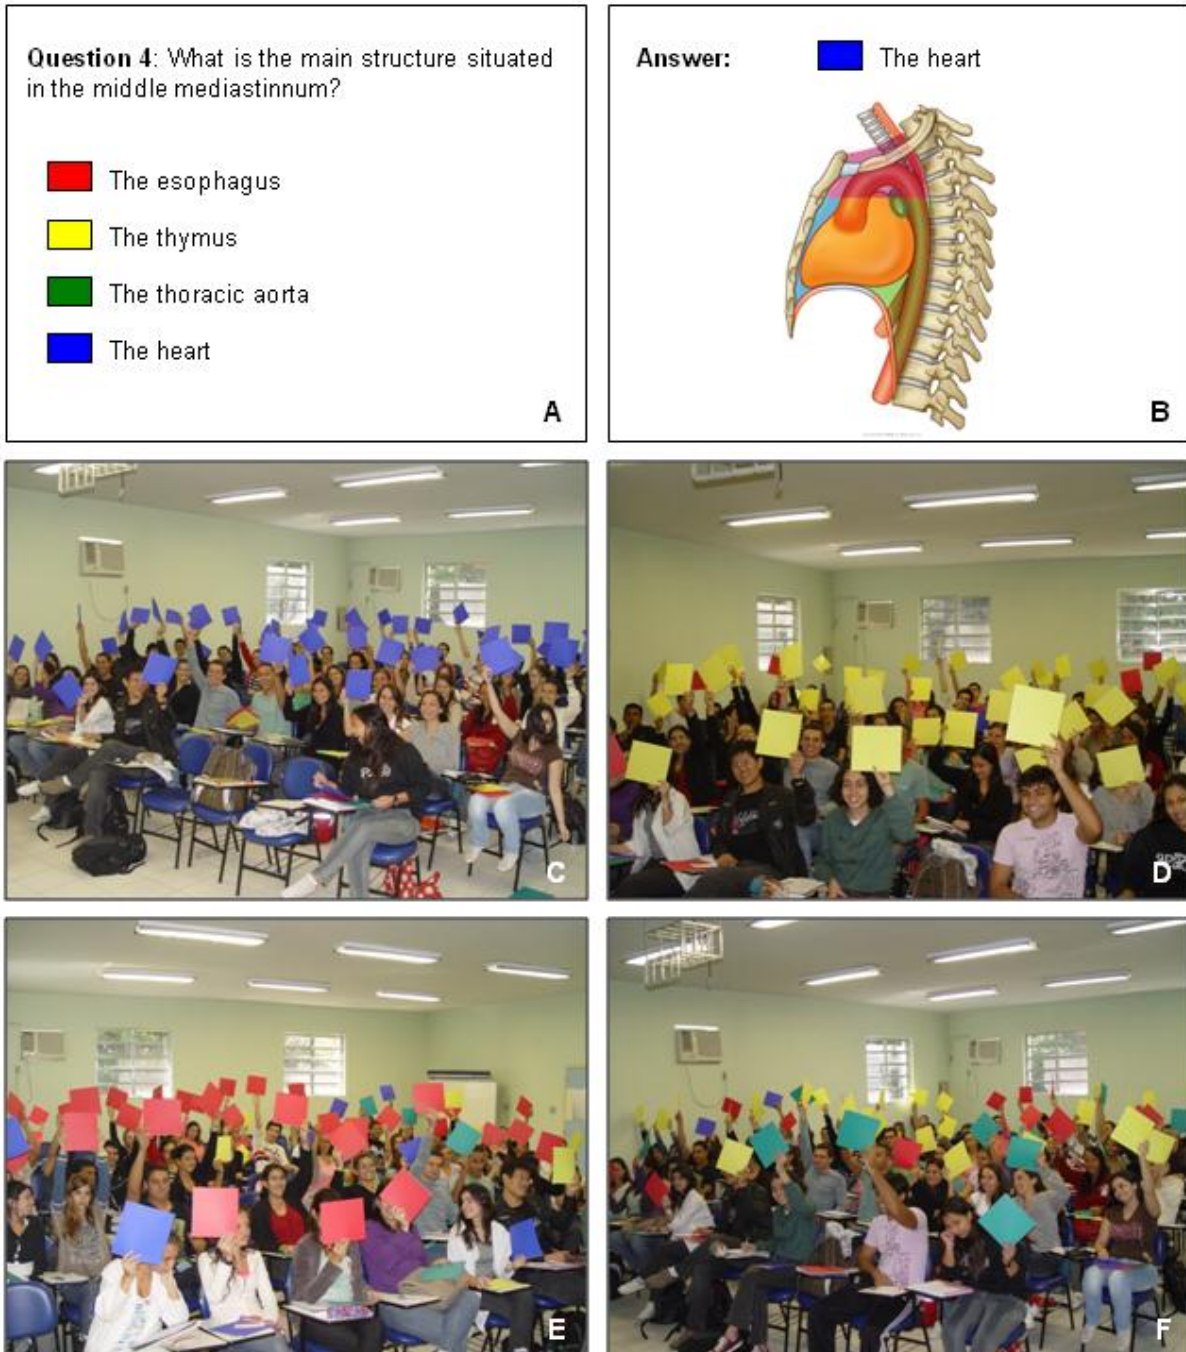 Question 4: What is the main structure situated
in the middle mediastinnum?
The esophagus
The thymus
The thoracic aorta
The heart
A
Answer: The heart
B
C
D
E
F